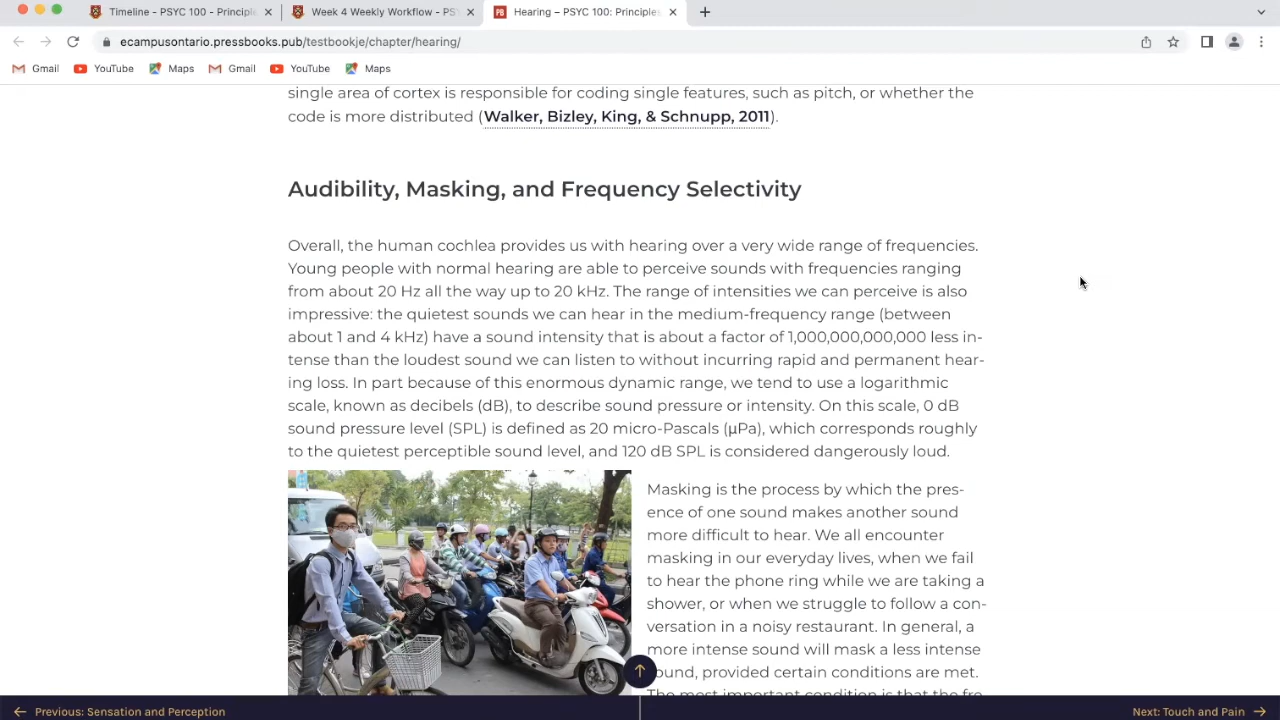 Timeline - PSYC 100 - Principle
Week 4 Weekly Workflow - PS
Hearing – PSYC 100: Principles
ecampusontario.pressbooks.pub/testbookje/chapter/hearing/
Gmail YouTube Maps Gmail YouTube Maps
single area of cortex is responsible for coding single features, such as pitch, or whether the
code is more distributed (Walker, Bizley, King, & Schnupp, 2011).
Audibility, Masking, and Frequency Selectivity
Overall, the human cochlea provides us with hearing over a very wide range of frequencies.
Young people with normal hearing are able to perceive sounds with frequencies ranging
from about 20 Hz all the way up to 20 kHz. The range of intensities we can perceive is also
impressive: the quietest sounds we can hear in the medium-frequency range (between
about 1 and 4 kHz) have a sound intensity that is about a factor of 1,000,000,000,000 less in-
tense than the loudest sound we can listen to without incurring rapid and permanent hear-
ing loss. In part because of this enormous dynamic range, we tend to use a logarithmic
scale, known as decibels (dB), to describe sound pressure or intensity. On this scale, 0 dB
sound pressure level (SPL) is defined as 20 micro-Pascals (μPa), which corresponds roughly
to the quietest perceptible sound level, and 120 dB SPL is considered dangerously loud.
Masking is the process by which the pres-
ence of one sound makes another sound
more difficult to hear. We all encounter
masking in our everyday lives, when we fail
to hear the phone ring while we are taking a
shower, or when we struggle to follow a con-
versation in a noisy restaurant. In general, a
more intense sound will mask a less intense
sound, provided certain conditions are met.
The most important condition is that the fre-
Previous: Sensation and Perception
Next: Touch and Pain